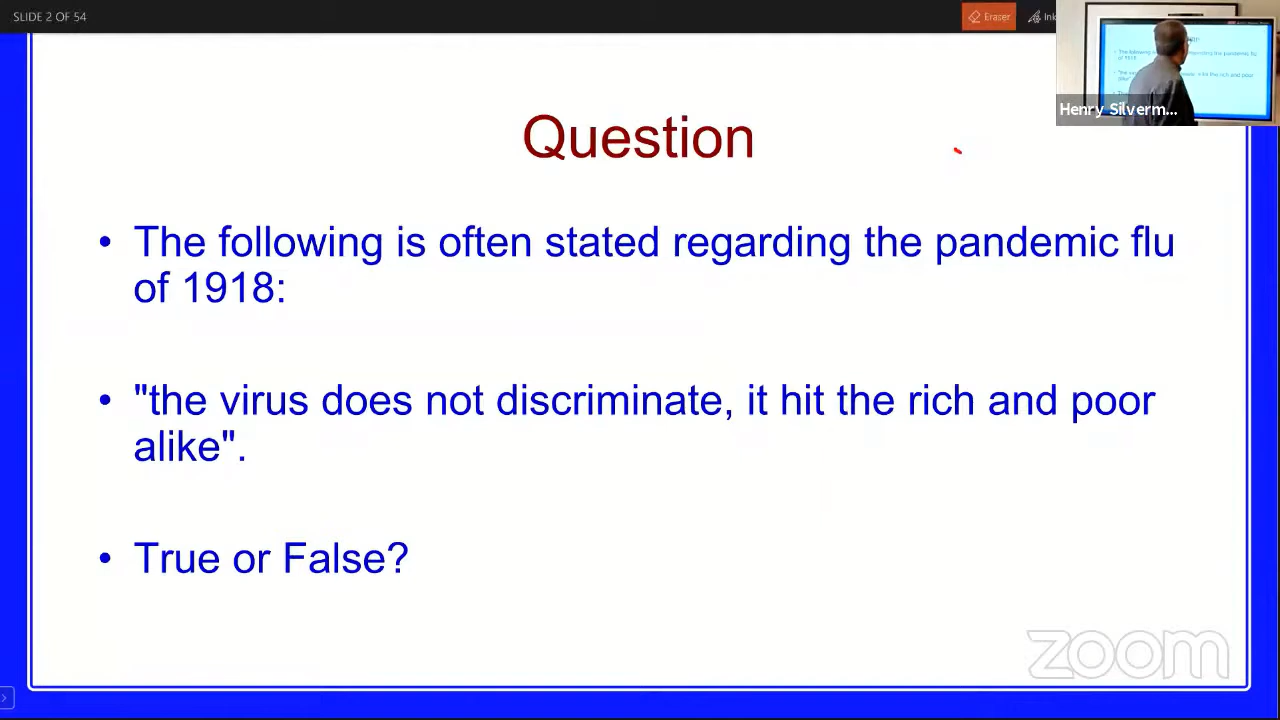 SLIDE 2 OF 54
Eraser
Ink
Henry Silverm...
Question
• The following is often stated regarding the pandemic flu
of 1918:
• "the virus does not discriminate, it hit the rich and poor
alike".
• True or False?
zoom